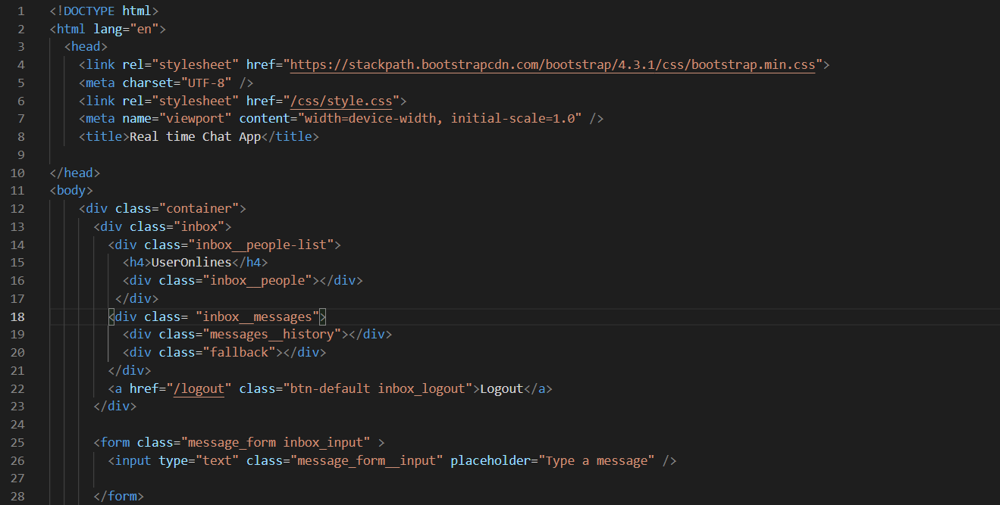 1 <!DOCTYPE html>
2 <html lang="en">
3 <head>
4 <link rel="stylesheet" href="https://stackpath.bootstrapcdn.com/bootstrap/4.3.1/css/bootstrap.min.css">
5 <meta charset="UTF-8" />
6 <link rel="stylesheet" href="/css/style.css">
7 <meta name="viewport" content="width=device-width, initial-scale=1.0" />
8 <title>Real time Chat App</title>
9
10 </head>
11 <body>
12 <div class="container">
13 <div class="inbox">
14 <div class="inbox__people-list">
15 <h4>UserOnlines</h4>
16 <div class="inbox__people"></div>
17 </div>
18 <div class= "inbox__messages">
19 <div class="messages__history"></div>
20 <div class="fallback"></div>
21 </div>
22 <a href="/logout" class="btn-default inbox_logout">Logout</a>
23 </div>
24
25 <form class="message_form inbox_input" >
26 <input type="text" class="message_form__input" placeholder="Type a message" />
27
28 </form>